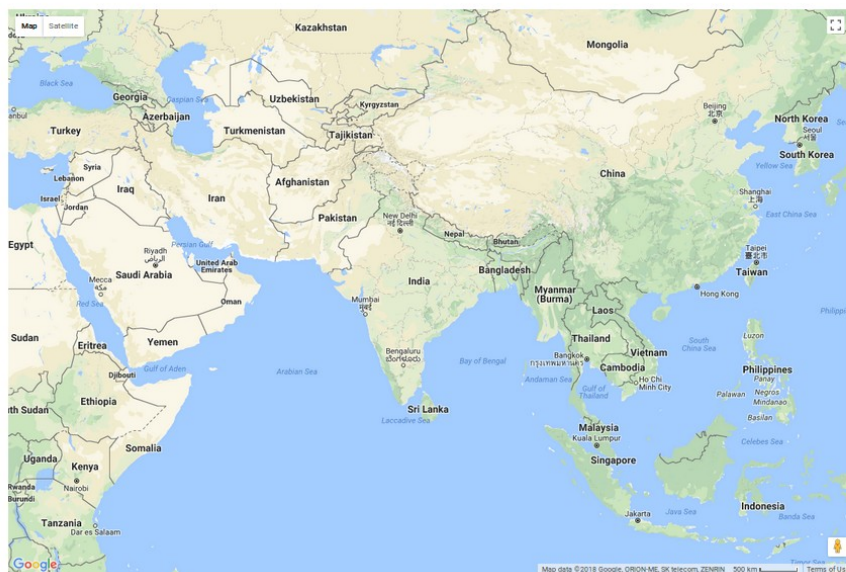 Map
Satellite
Kazakhstan
Mongolia
Black Sea
Georgia
Caspian Sea
Uzbekistan
Kyrgyzstan
Beijing
北京
North Korea
Seoul
서울
Azerbaijan
Turkey
Turkmenistan
Tajikistan
South Korea
Yellow Sea
China
Syria
Lebanon
Iraq
Iran
Afghanistan
Israel
Jordan
Shanghai
上海
East China Sea
Pakistan
New Delhi
नई दिल्ली
Nepal
Bhutan
Egypt
Persian Gulf
Riyadh
الرياض
United Arab
Emirates
Saudi Arabia
Mecca
مكة
Red Sea
Oman
India
Bangladesh
Myanmar
(Burma)
Taipei
臺北市
Taiwan
Hong Kong
Mumbai
मुंबई
Laos
Sudan
Eritrea
Yemen
Thailand
Vietnam
South
China Sea
Luzon
Djibouti
Gulf of Aden
Arabian Sea
Bengaluru
ಬೆಂಗಳೂರು
Bay of Bengal
Bangkok
กรุงเทพมหานคร
Cambodia
Andaman Sea
Gulf of
Thailand
Ho Chi
Minh City
Philippines
Panay
Negros
Palawan
Mindanao
Basilan
Ethiopia
Sri Lanka
Laccadive Sea
Somalia
Malaysia
Kuala Lumpur
Singapore
Celebes Sea
Uganda
Kenya
Nairobi
Rwanda
Burundi
Tanzania
Dar es Salaam
Jakarta
Java Sea
Indonesia
Banda Sea
Google
Map data ©2018 Google, ORION-ME, SK telecom, ZENRIN
500 km
Terms of Us